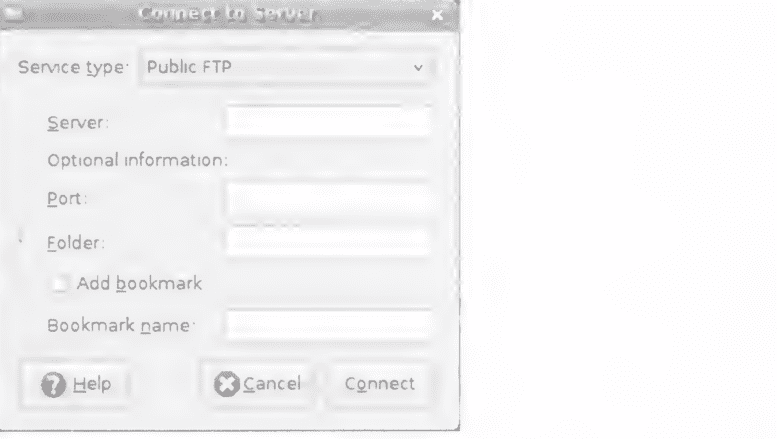 Connect to Server
Service type: Public FTP
Server:
Optional information:
Port:
Folder:
Add bookmark
Bookmark name:
Help Cancel Connect